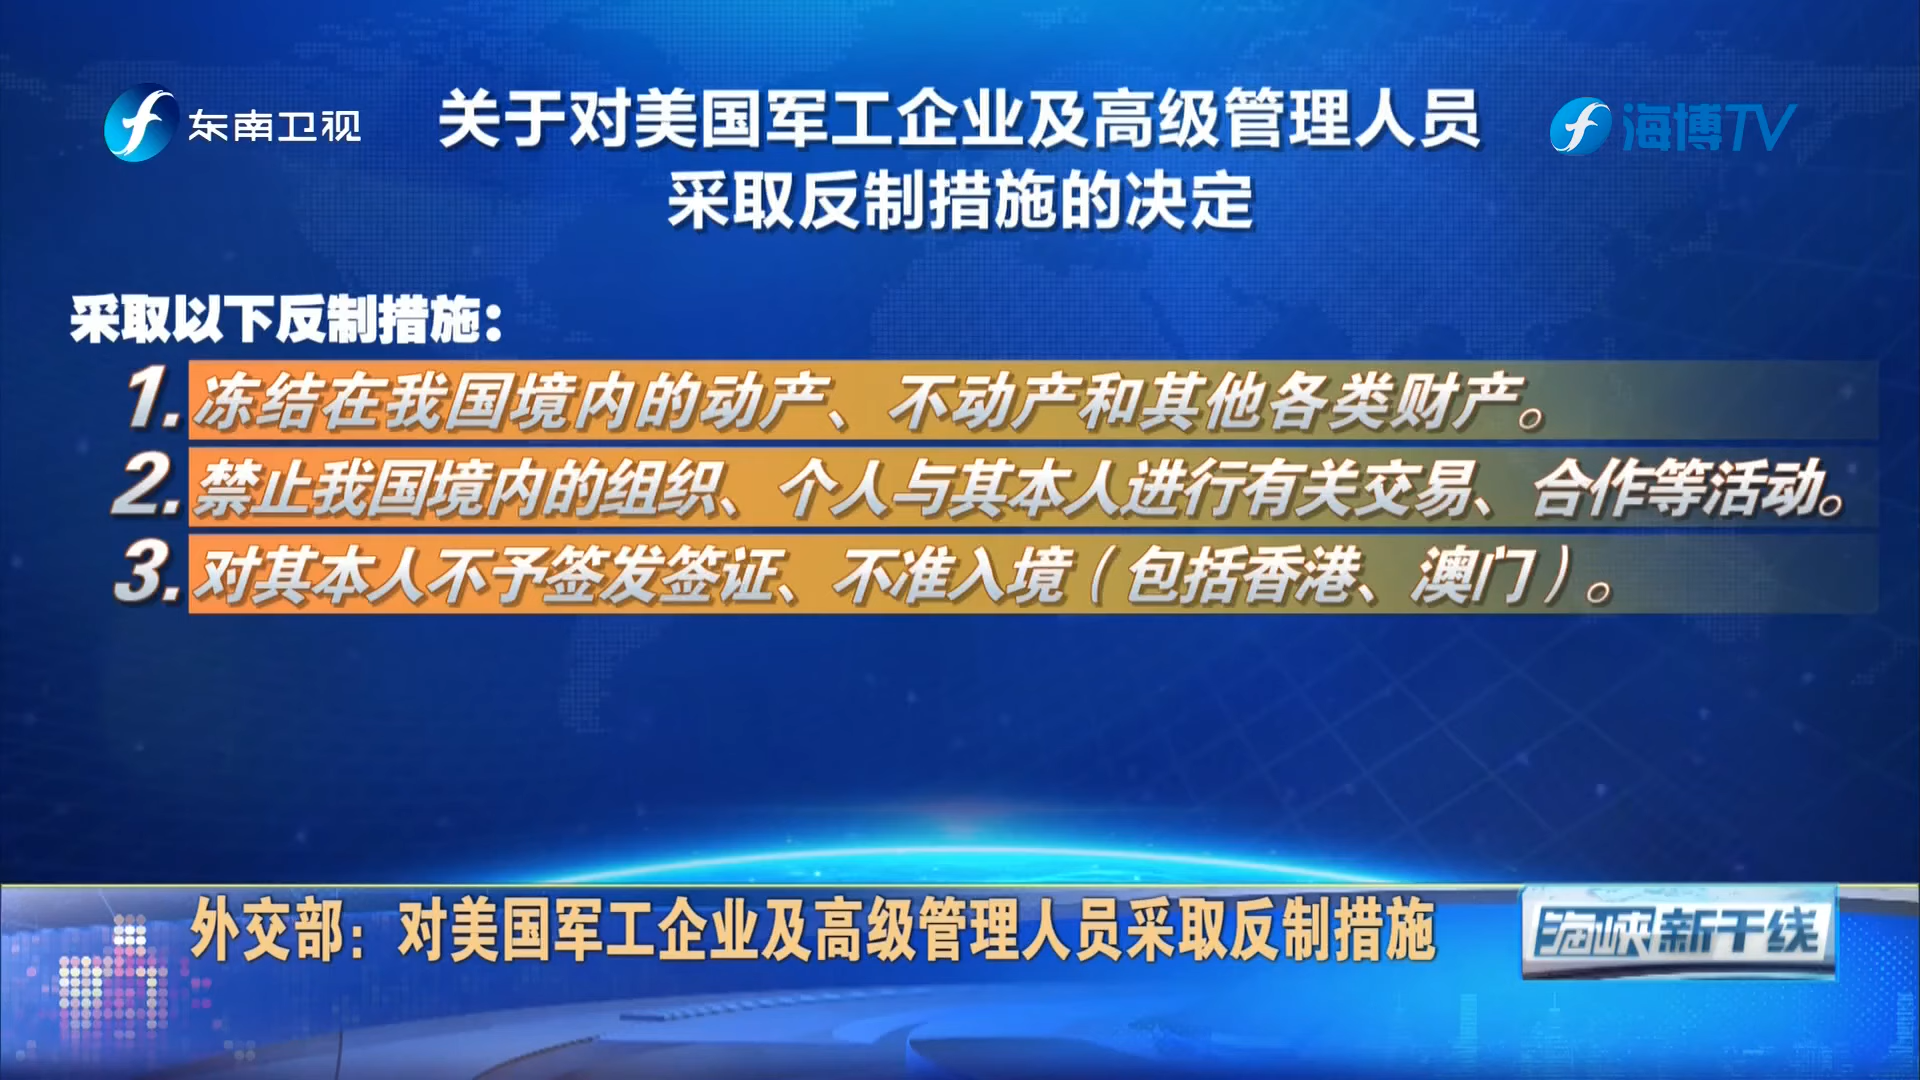 东南卫视
关于对美国军工企业及高级管理人员
海博TV
采取反制措施的决定
采取以下反制措施：
1.冻结在我国境内的动产、不动产和其他各类财产。
2.禁止我国境内的组织、个人与其本人进行有关交易、合作等活动。
3.对其本人不予签发签证、不准入境（包括香港、澳门）。
外交部：对美国军工企业及高级管理人员采取反制措施
海峡新干线